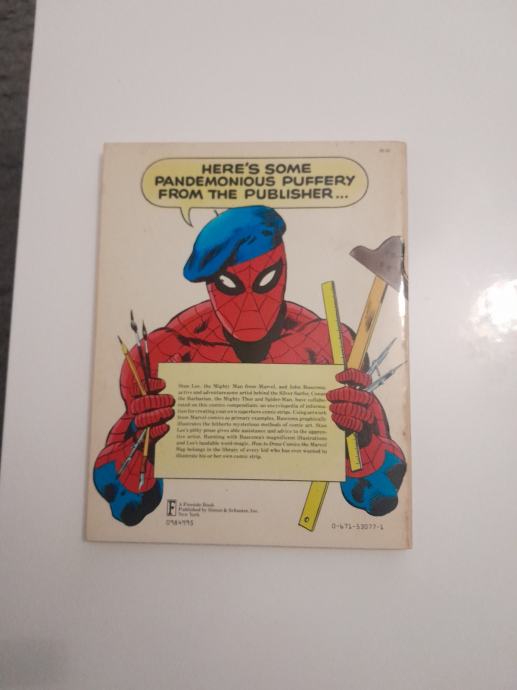 HERE'S SOME
PANDEMONIOUS PUFFERY
FROM THE PUBLISHER...
Stan Lee, the Mighty Man from Marvel, and John Buscema,
active and adventuresome artist behind the Silver Surfer, Conan
the Barbarian, the Mighty Thor and Spider-Man, have collabo-
rated on this comics compendium: an encyclopedia of informa-
tion for creating your own superhero comic strips. Using artwork
from Marvel comics as primary examples, Buscema graphically
illustrates the hitherto mysterious methods of comic art. Stan
Lee's pithy prose gives able assistance and advice to the appren-
tice artist. Bursting with Buscema's magnificent illustrations
and Lee's laudable word-magic, How to Draw Comics the Marvel
Way belongs in the library of every kid who has ever wanted to
illustrate his or her own comic strip.
F
A Fireside Book
Published by Simon & Schuster, Inc.
New York
0-671-53077-1